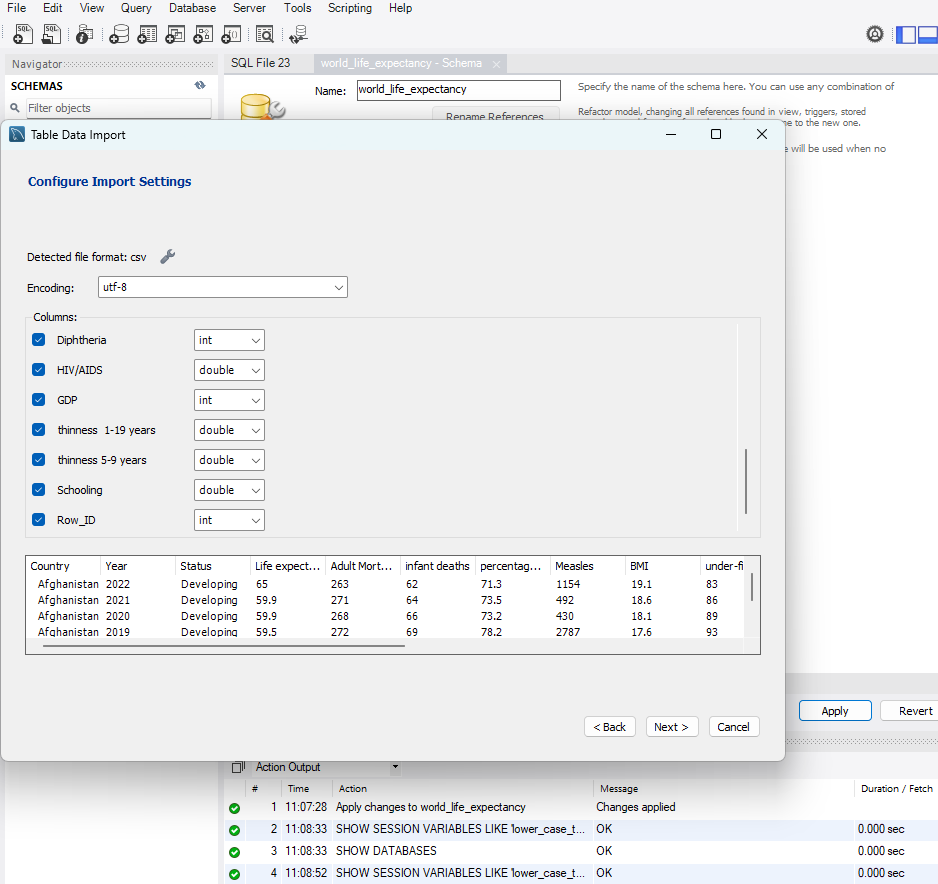 File Edit View Query Database Server Tools Scripting Help
Navigator
SQL File 23
world_life_expectancy - Schema
SCHEMAS
Filter objects
Name: world_life_expectancy
Specify the name of the schema here. You can use any combination of
Rename References
Refactor model, changing all references found in view, triggers, stored
e to the new one.
e will be used when no
Table Data Import
Configure Import Settings
Detected file format: csv
Encoding: utf-8
Columns:
Diphtheria int
HIV/AIDS double
GDP int
thinness 1-19 years double
thinness 5-9 years double
Schooling double
Row_ID int
Country Year Status Life expect... Adult Mort... infant deaths percentag... Measles BMI under-fi
Afghanistan 2022 Developing 65 263 62 71.3 1154 19.1 83
Afghanistan 2021 Developing 59.9 271 64 73.5 492 18.6 86
Afghanistan 2020 Developing 59.9 268 66 73.2 430 18.1 89
Afghanistan 2019 Developing 59.5 272 69 78.2 2787 17.6 93
< Back Next > Cancel
Apply Revert
Action Output
# Time Action Message Duration / Fetch
1 11:07:28 Apply changes to world_life_expectancy Changes applied
2 11:08:33 SHOW SESSION VARIABLES LIKE 'lower_case_t... OK 0.000 sec
3 11:08:33 SHOW DATABASES OK 0.000 sec
4 11:08:52 SHOW SESSION VARIABLES LIKE 'lower_case_t... OK 0.000 sec